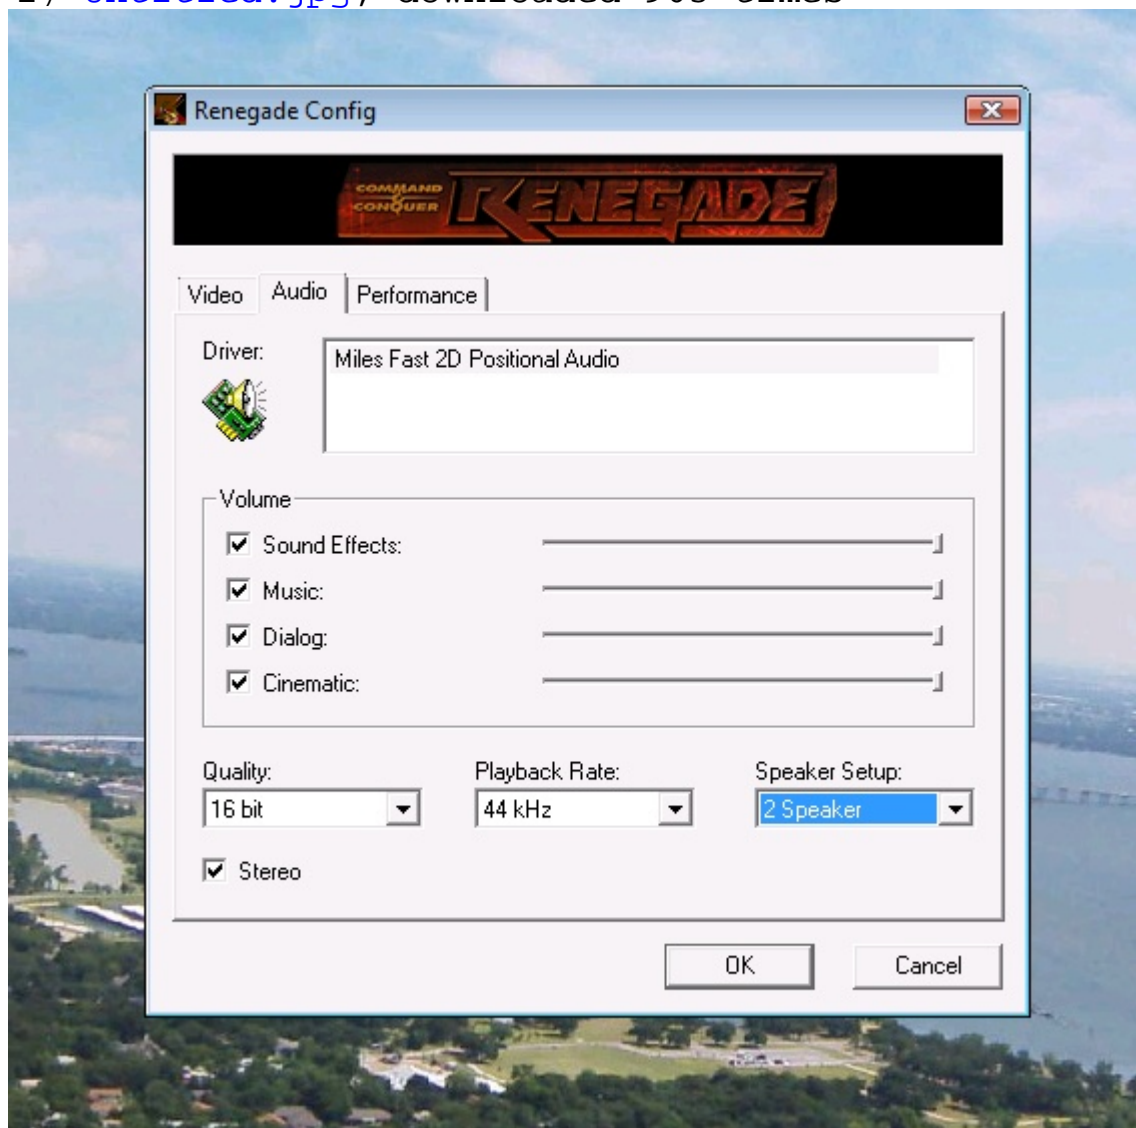 Renegade Config
COMMAND & CONQUER RENEGADE
Video Audio Performance
Driver:
Miles Fast 2D Positional Audio
Volume
Sound Effects:
Music:
Dialog:
Cinematic:
Quality: Playback Rate: Speaker Setup:
16 bit 44 kHz 2 Speaker
Stereo
OK Cancel